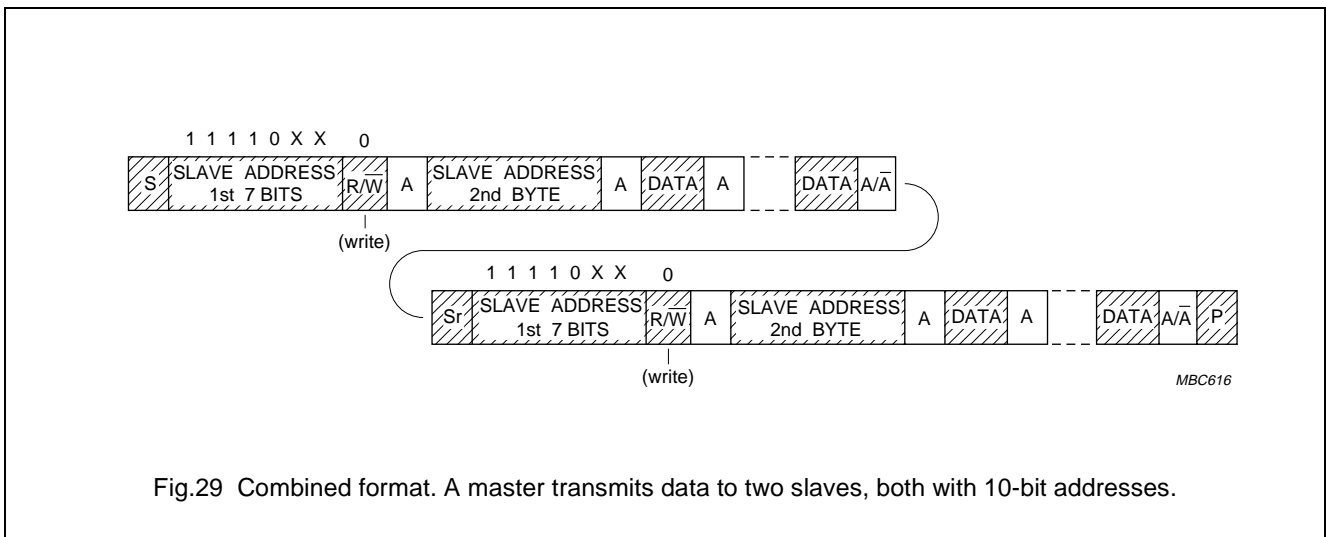 1 1 1 1 0 X X 0
S SLAVE ADDRESS 1st 7 BITS R/W̅ A SLAVE ADDRESS 2nd BYTE A DATA A DATA A/A̅
(write)
1 1 1 1 0 X X 0
Sr SLAVE ADDRESS 1st 7 BITS R/W̅ A SLAVE ADDRESS 2nd BYTE A DATA A DATA A/A̅ P
(write)
MBC616
Fig.29 Combined format. A master transmits data to two slaves, both with 10-bit addresses.